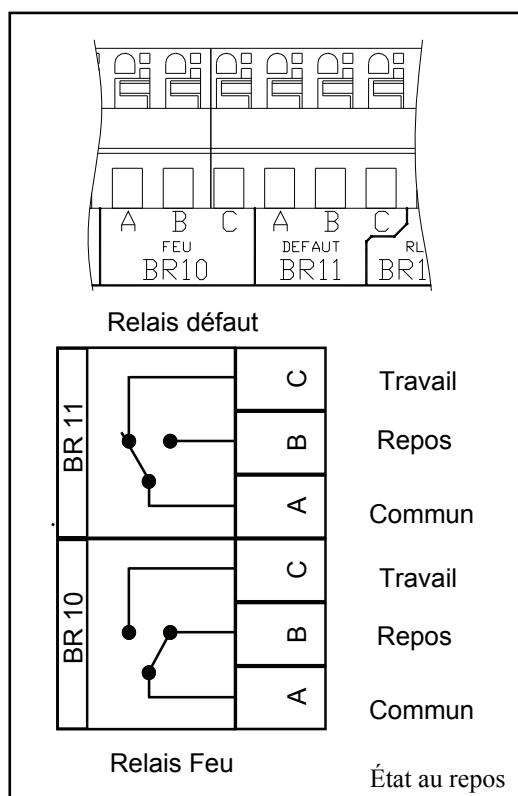 A B C A B C
FEU DEFAUT RL
BR10 BR11 BR1
Relais défaut
BR 11
C Travail
B Repos
A Commun
BR 10
C Travail
B Repos
A Commun
Relais Feu
État au repos